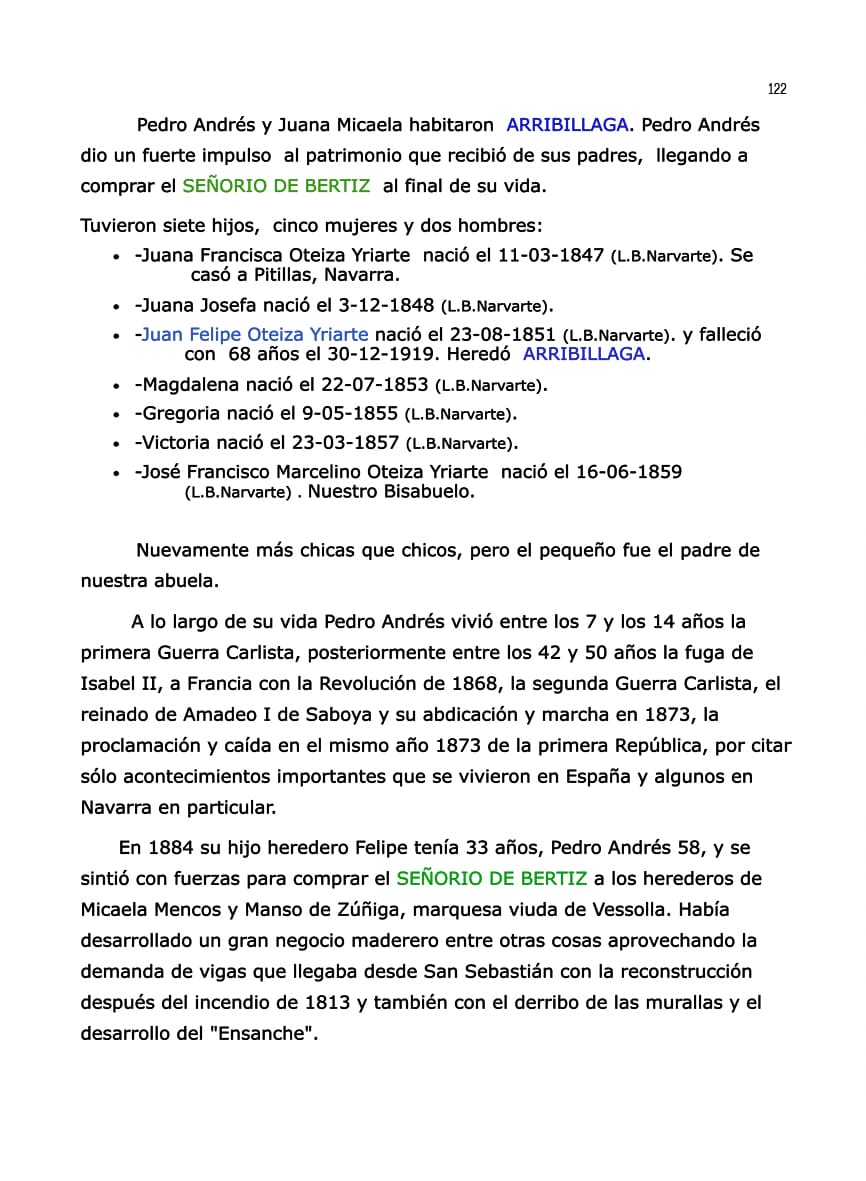 122
Pedro Andrés y Juana Micaela habitaron ARRIBILLAGA. Pedro Andrés
dio un fuerte impulso al patrimonio que recibió de sus padres, llegando a
comprar el SEÑORIO DE BERTIZ al final de su vida.
Tuvieron siete hijos, cinco mujeres y dos hombres:
• -Juana Francisca Oteiza Yriarte nació el 11-03-1847 (L.B.Narvarte). Se
casó a Pitillas, Navarra.
• -Juana Josefa nació el 3-12-1848 (L.B.Narvarte).
• -Juan Felipe Oteiza Yriarte nació el 23-08-1851 (L.B.Narvarte). y falleció
con 68 años el 30-12-1919. Heredó ARRIBILLAGA.
• -Magdalena nació el 22-07-1853 (L.B.Narvarte).
• -Gregoria nació el 9-05-1855 (L.B.Narvarte).
• -Victoria nació el 23-03-1857 (L.B.Narvarte).
• -José Francisco Marcelino Oteiza Yriarte nació el 16-06-1859
(L.B.Narvarte) . Nuestro Bisabuelo.
Nuevamente más chicas que chicos, pero el pequeño fue el padre de
nuestra abuela.
A lo largo de su vida Pedro Andrés vivió entre los 7 y los 14 años la
primera Guerra Carlista, posteriormente entre los 42 y 50 años la fuga de
Isabel II, a Francia con la Revolución de 1868, la segunda Guerra Carlista, el
reinado de Amadeo I de Saboya y su abdicación y marcha en 1873, la
proclamación y caída en el mismo año 1873 de la primera República, por citar
sólo acontecimientos importantes que se vivieron en España y algunos en
Navarra en particular.
En 1884 su hijo heredero Felipe tenía 33 años, Pedro Andrés 58, y se
sintió con fuerzas para comprar el SEÑORIO DE BERTIZ a los herederos de
Micaela Mencos y Manso de Zúñiga, marquesa viuda de Vessolla. Había
desarrollado un gran negocio maderero entre otras cosas aprovechando la
demanda de vigas que llegaba desde San Sebastián con la reconstrucción
después del incendio de 1813 y también con el derribo de las murallas y el
desarrollo del "Ensanche".